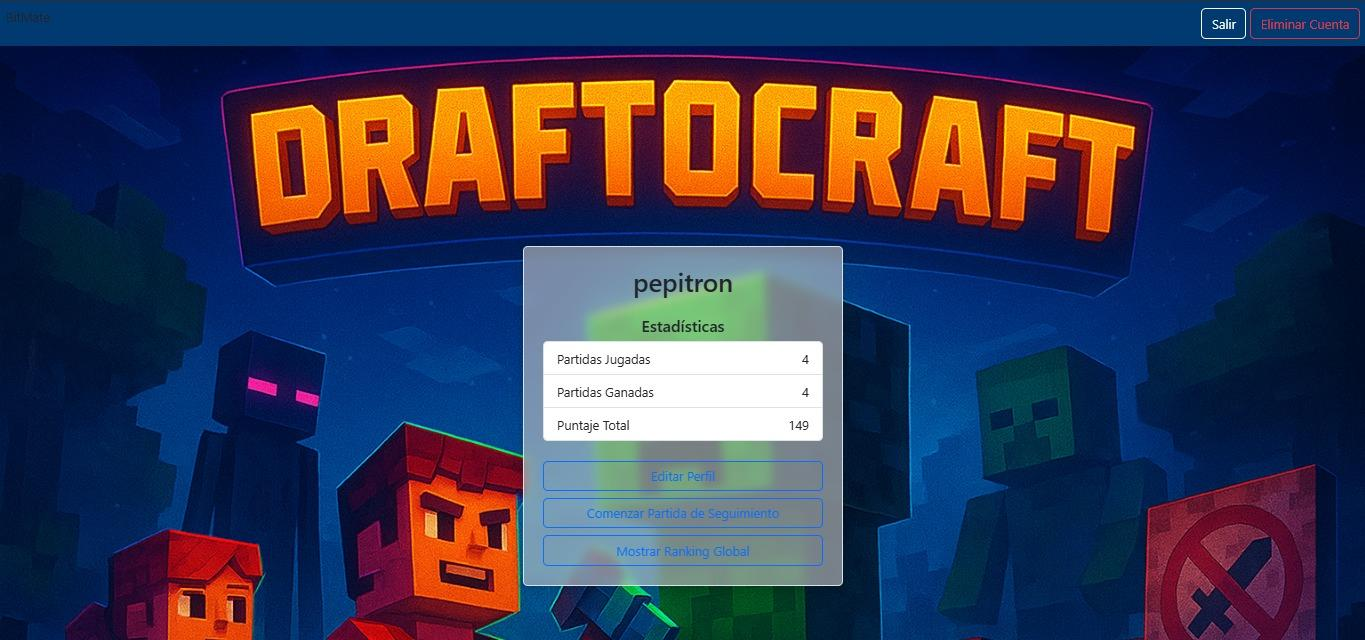 BitMate
Salir
Eliminar Cuenta
DRAFTOCRAFT
pepitron
Estadísticas
Partidas Jugadas 4
Partidas Ganadas 4
Puntaje Total 149
Editar Perfil
Comenzar Partida de Seguimiento
Mostrar Ranking Global